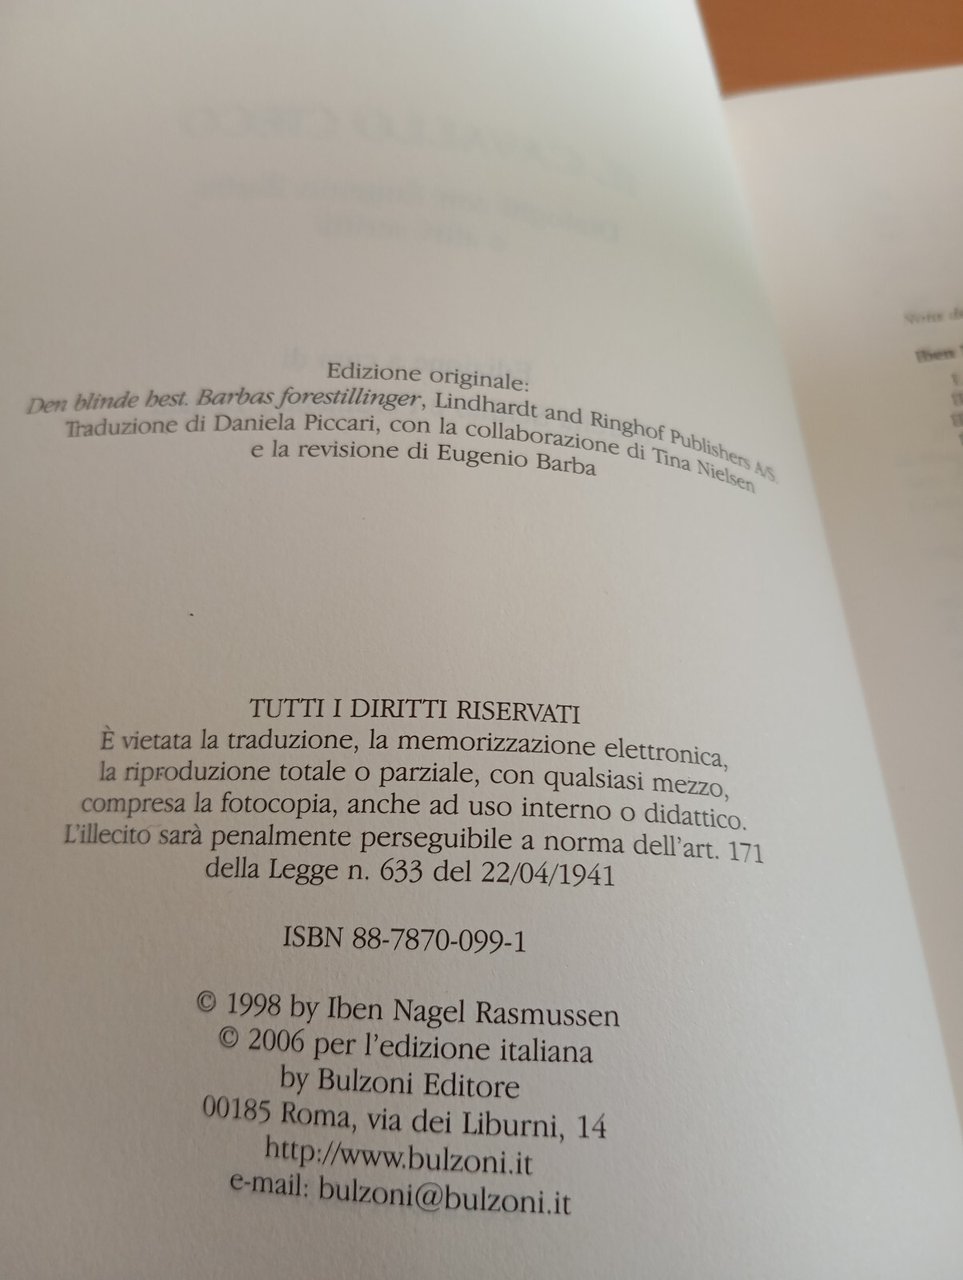 Edizione originale:
Den blinde hest. Barbas forestillinger, Lindhardt and Ringhof Publishers A/S.
Traduzione di Daniela Piccari, con la collaborazione di Tina Nielsen
e la revisione di Eugenio Barba
TUTTI I DIRITTI RISERVATI
È vietata la traduzione, la memorizzazione elettronica,
la riproduzione totale o parziale, con qualsiasi mezzo,
compresa la fotocopia, anche ad uso interno o didattico.
L'illecito sarà penalmente perseguibile a norma dell'art. 171
della Legge n. 633 del 22/04/1941
ISBN 88-7870-099-1
© 1998 by Iben Nagel Rasmussen
© 2006 per l'edizione italiana
by Bulzoni Editore
00185 Roma, via dei Liburni, 14
http://www.bulzoni.it
e-mail: bulzoni@bulzoni.it
Iben